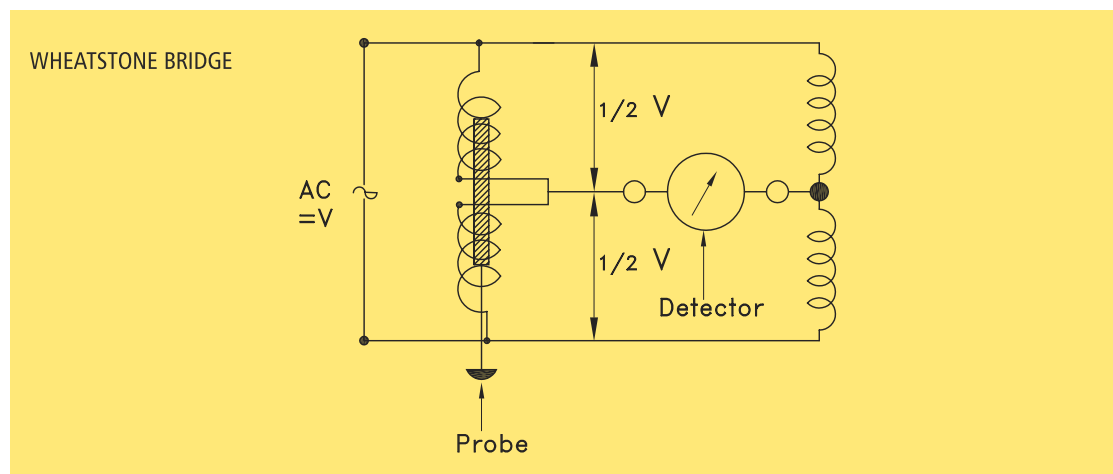 WHEATSTONE BRIDGE
1/2 V
AC
=V
1/2 V
Detector
Probe